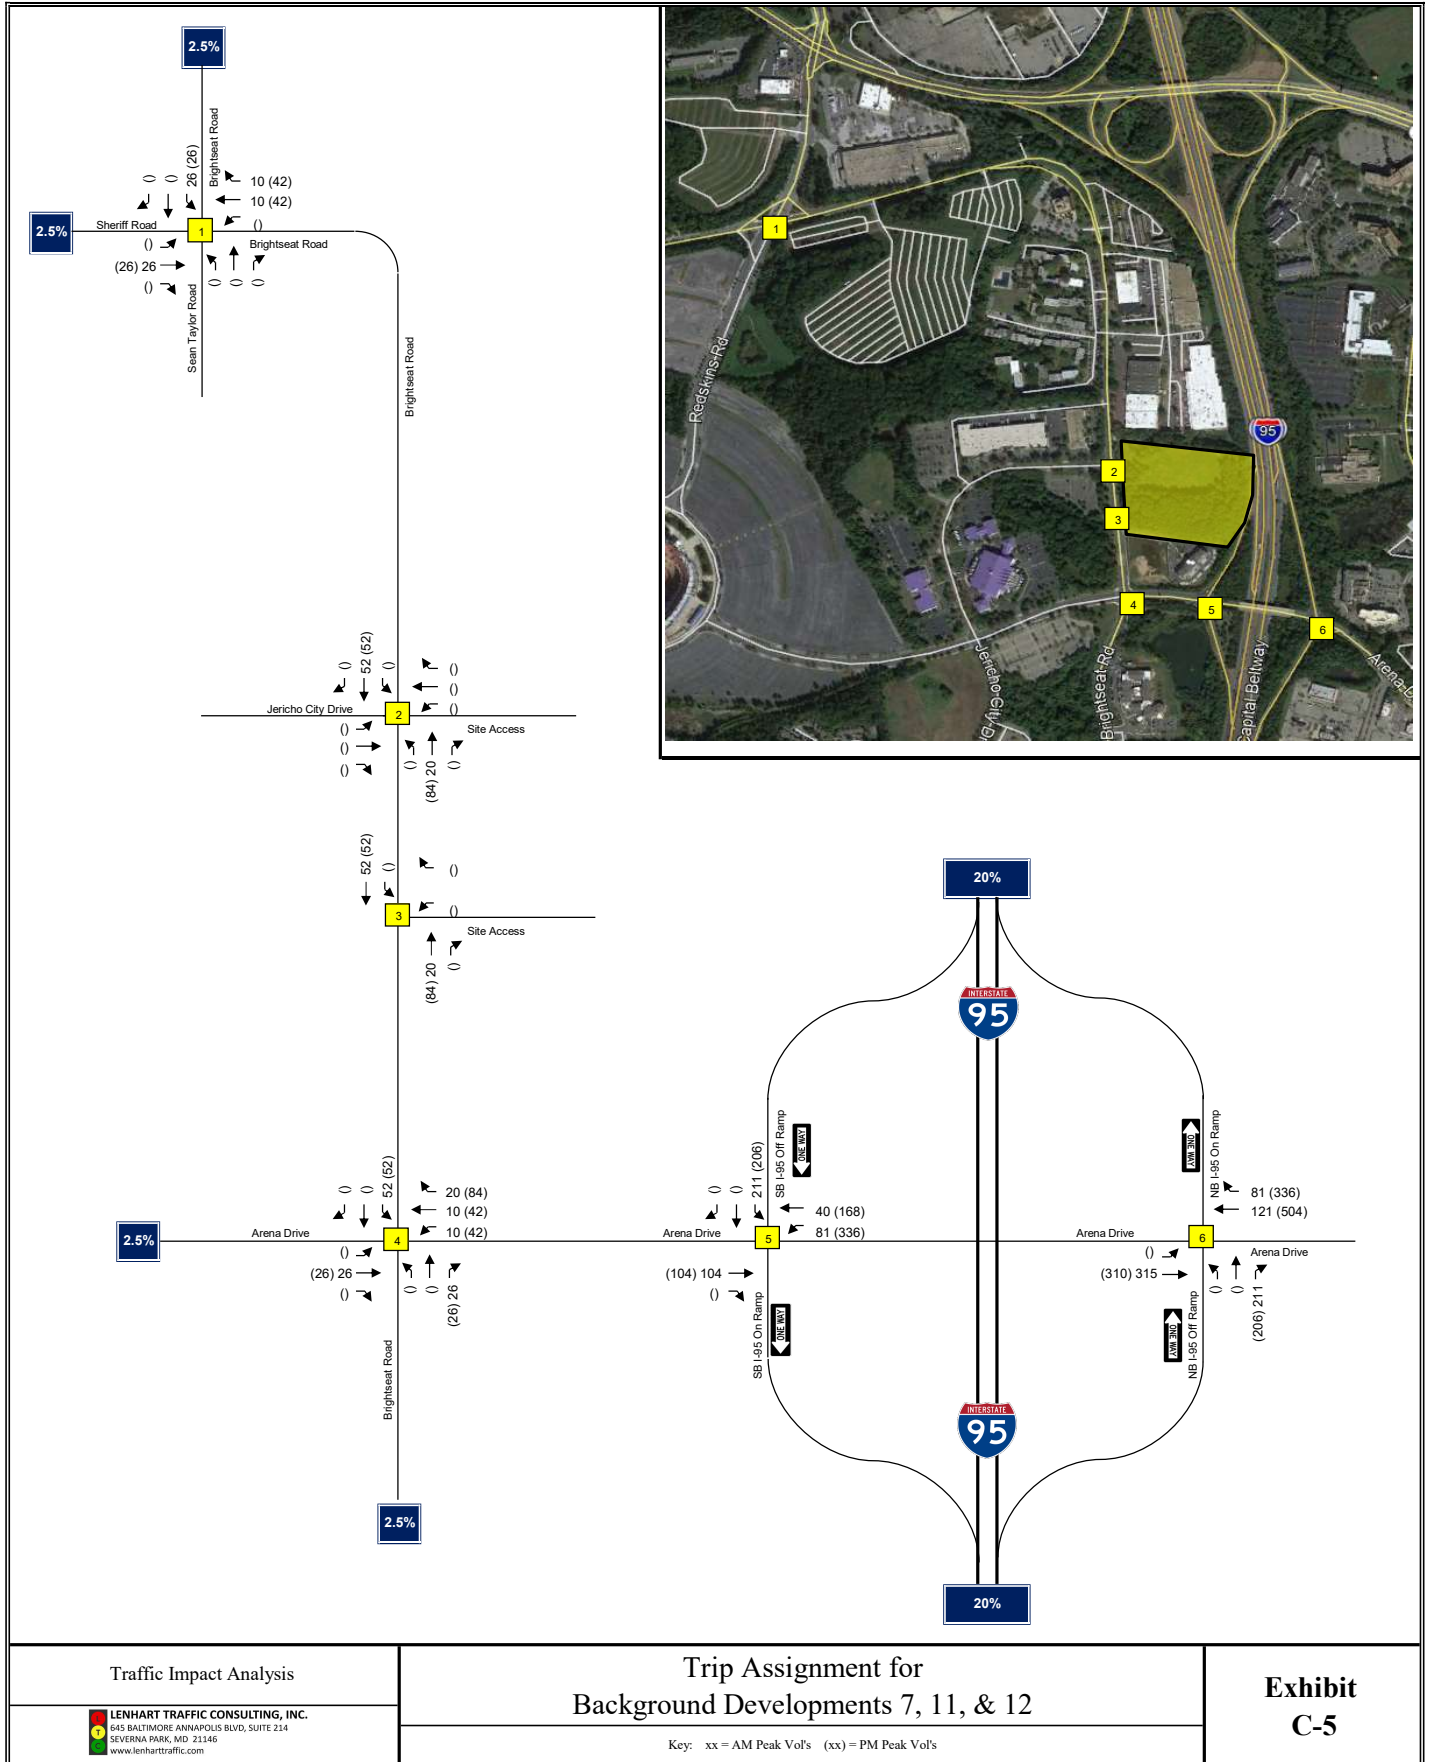 2.5%
Brightseat Road
() () 26 (26)
10 (42)
10 (42)
()
2.5%
Sheriff Road
1
Brightseat Road
()
(26) 26
()
() () ()
Sean Taylor Road
Brightseat Road
() 52 (52) ()
()
()
()
Jericho City Drive
2
Site Access
()
()
()
() (84) 20 ()
52 (52) ()
()
()
3
Site Access
(84) 20 ()
() () 52 (52)
20 (84)
10 (42)
10 (42)
2.5%
Arena Drive
4
()
(26) 26
()
() () (26) 26
Brightseat Road
2.5%
1
2
3
4
5
6
Redskins Rd
95
Jericho City Dr
Brightseat Rd
Capital Beltway
Arena D
20%
INTERSTATE
95
SB I-95 Off Ramp
ONE WAY
() () 211 (206)
40 (168)
81 (336)
Arena Drive
5
(104) 104
()
SB I-95 On Ramp
ONE WAY
NB I-95 On Ramp
ONE WAY
81 (336)
121 (504)
Arena Drive
6
Arena Drive
()
(310) 315
() () (206) 211
NB I-95 Off Ramp
ONE WAY
INTERSTATE
95
20%
Traffic Impact Analysis
L
T
C
LENHART TRAFFIC CONSULTING, INC.
645 BALTIMORE ANNAPOLIS BLVD, SUITE 214
SEVERNA PARK, MD 21146
www.lenharttraffic.com
Trip Assignment for
Background Developments 7, 11, & 12
Key: xx = AM Peak Vol's (xx) = PM Peak Vol's
Exhibit
C-5